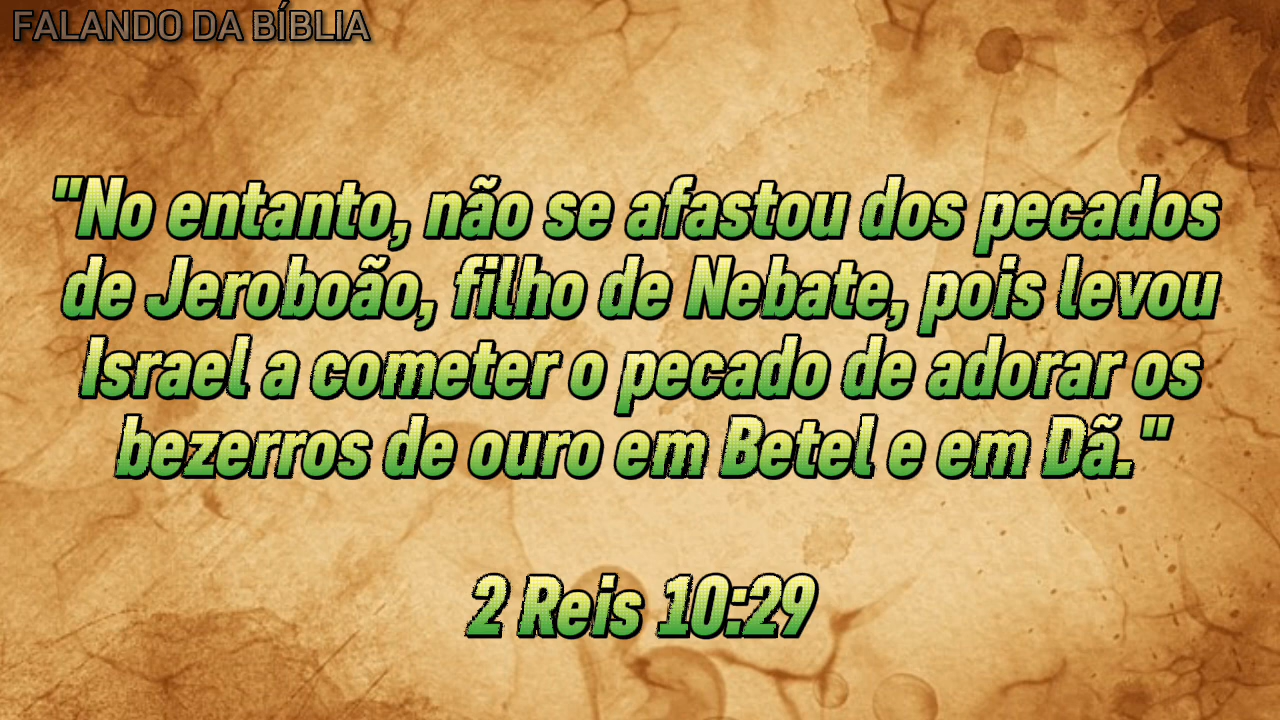 FALANDO DA BÍBLIA
"No entanto, não se afastou dos pecados
de Jeroboão, filho de Nebate, pois levou
Israel a cometer o pecado de adorar os
bezerros de ouro em Betel e em Dã."
2 Reis 10:29